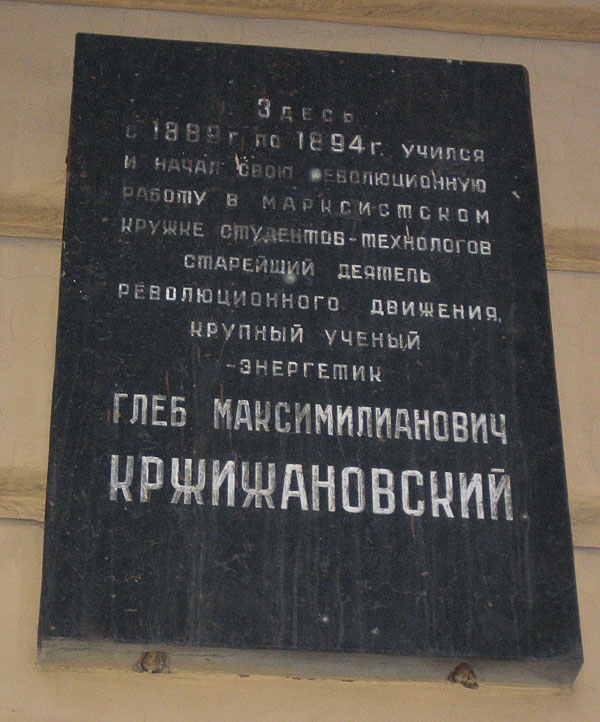 Здесь
с 1889 г. по 1894 г. учился
и начал свою революционную
работу в марксистском
кружке студентов-технологов
старейший деятель
революционного движения,
крупный ученый
-энергетик
ГЛЕБ МАКСИМИЛИАНОВИЧ
КРЖИЖАНОВСКИЙ